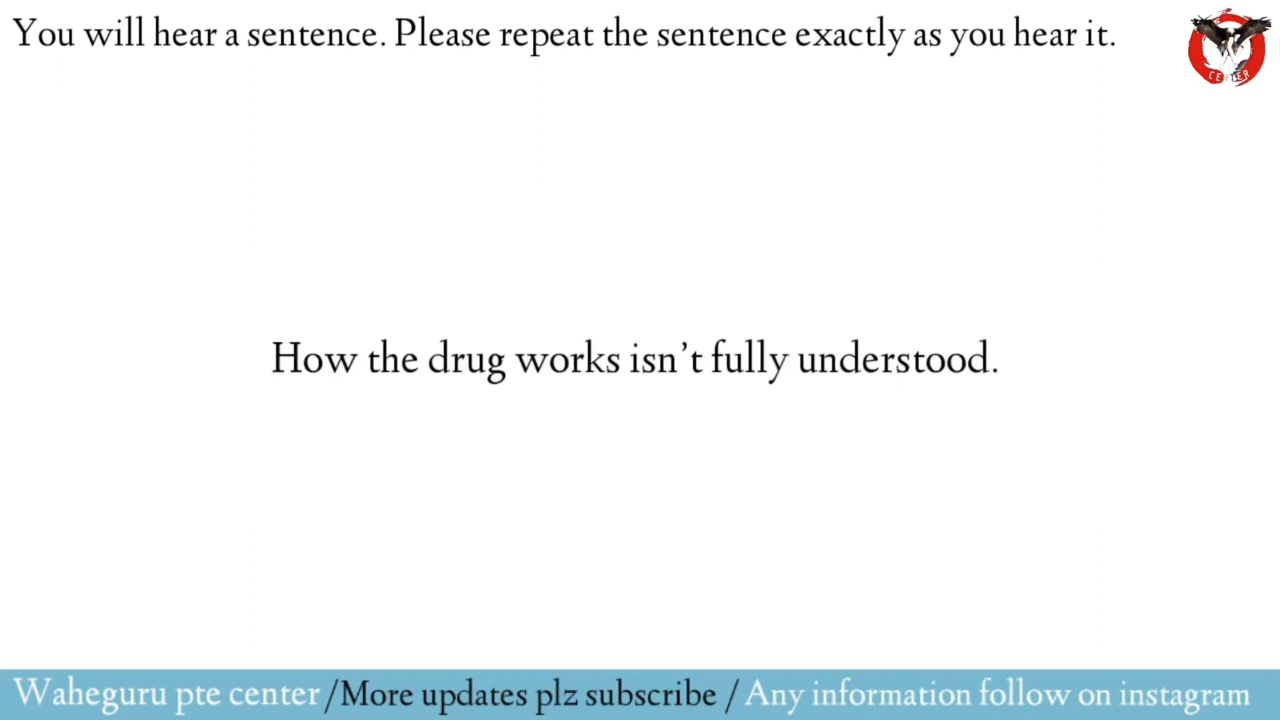 You will hear a sentence. Please repeat the sentence exactly as you hear it.
How the drug works isn’t fully understood.
Waheguru pte center /More updates plz subscribe / Any information follow on instagram